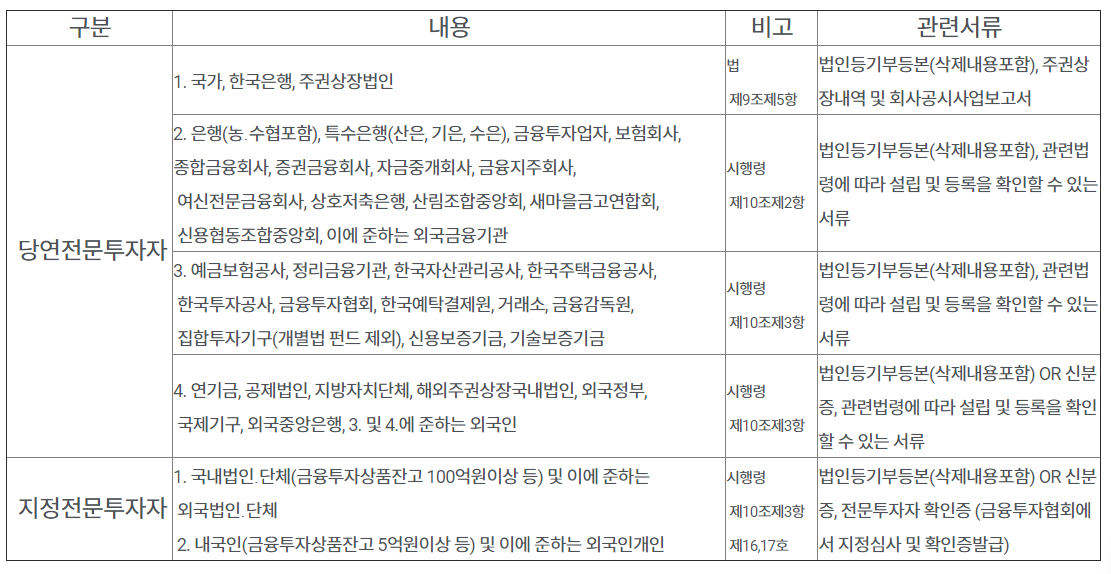 구분 내용 비고 관련서류
당연전문투자자
1. 국가, 한국은행, 주권상장법인
법
제9조제5항
법인등기부등본(삭제내용포함), 주권상
장내역 및 회사공시사업보고서
2. 은행(농.수협포함), 특수은행(산은, 기은, 수은), 금융투자업자, 보험회사,
종합금융회사, 증권금융회사, 자금중개회사, 금융지주회사,
여신전문금융회사, 상호저축은행, 산림조합중앙회, 새마을금고연합회,
신용협동조합중앙회, 이에 준하는 외국금융기관
시행령
제10조제2항
법인등기부등본(삭제내용포함), 관련법
령에 따라 설립 및 등록을 확인할 수 있는
서류
3. 예금보험공사, 정리금융기관, 한국자산관리공사, 한국주택금융공사,
한국투자공사, 금융투자협회, 한국예탁결제원, 거래소, 금융감독원,
집합투자기구(개별법 펀드 제외), 신용보증기금, 기술보증기금
시행령
제10조제3항
법인등기부등본(삭제내용포함), 관련법
령에 따라 설립 및 등록을 확인할 수 있는
서류
4. 연기금, 공제법인, 지방자치단체, 해외주권상장국내법인, 외국정부,
국제기구, 외국중앙은행, 3. 및 4.에 준하는 외국인
시행령
제10조제3항
법인등기부등본(삭제내용포함) OR 신분
증, 관련법령에 따라 설립 및 등록을 확인
할 수 있는 서류
지정전문투자자
1. 국내법인.단체(금융투자상품잔고 100억원이상 등) 및 이에 준하는
외국법인.단체
2. 내국인(금융투자상품잔고 5억원이상 등) 및 이에 준하는 외국인개인
시행령
제10조제3항
제16,17호
법인등기부등본(삭제내용포함) OR 신분
증, 전문투자자 확인증 (금융투자협회에
서 지정심사 및 확인증발급)